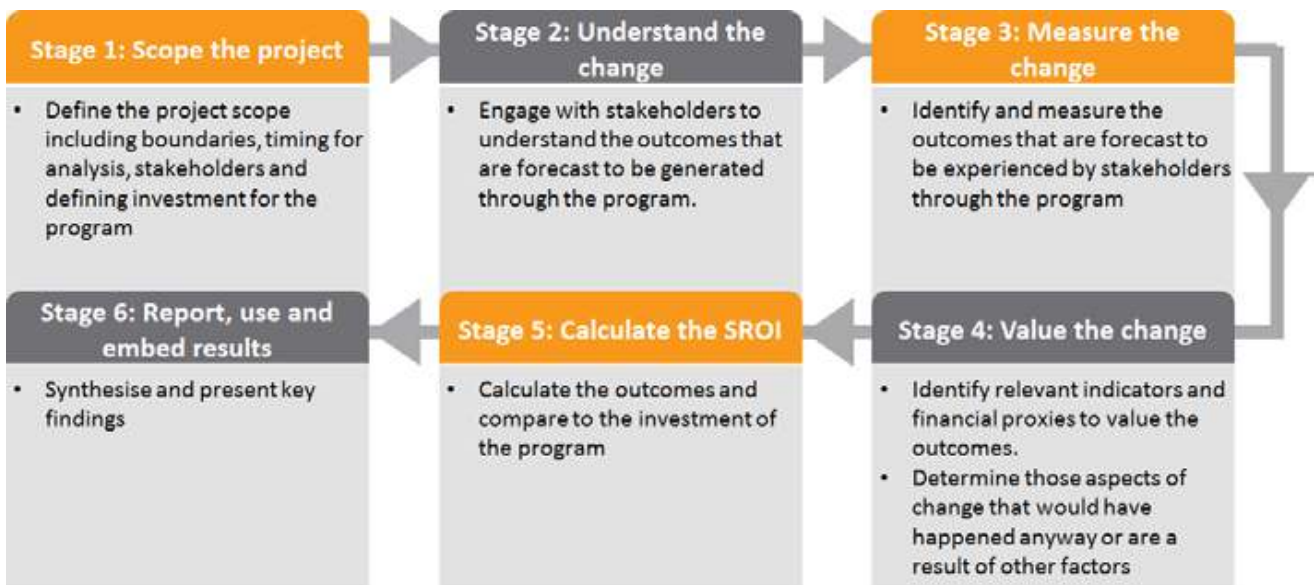 Stage 1: Scope the project
• Define the project scope
including boundaries, timing for
analysis, stakeholders and
defining investment for the
program
Stage 2: Understand the
change
• Engage with stakeholders to
understand the outcomes that
are forecast to be generated
through the program.
Stage 3: Measure the
change
• Identify and measure the
outcomes that are forecast to
be experienced by stakeholders
through the program
Stage 4: Value the change
• Identify relevant indicators and
financial proxies to value the
outcomes.
• Determine those aspects of
change that would have
happened anyway or are a
result of other factors
Stage 5: Calculate the SROI
• Calculate the outcomes and
compare to the investment of
the program
Stage 6: Report, use and
embed results
• Synthesise and present key
findings